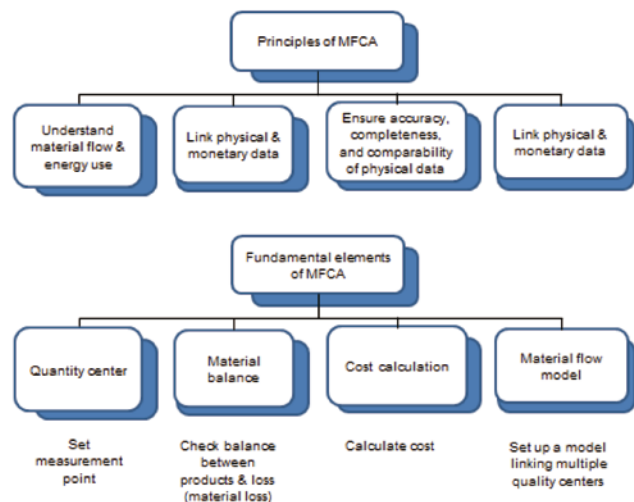 Principles of MFCA
Understand
material flow &
energy use
Link physical &
monetary data
Ensure accuracy,
completeness,
and comparability
of physical data
Link physical &
monetary data
Fundamental elements
of MFCA
Quantity center
Material
balance
Cost calculation
Material flow
model
Set
measurement
point
Check balance
between
products & loss
(material loss)
Calculate cost
Set up a model
linking multiple
quality centers